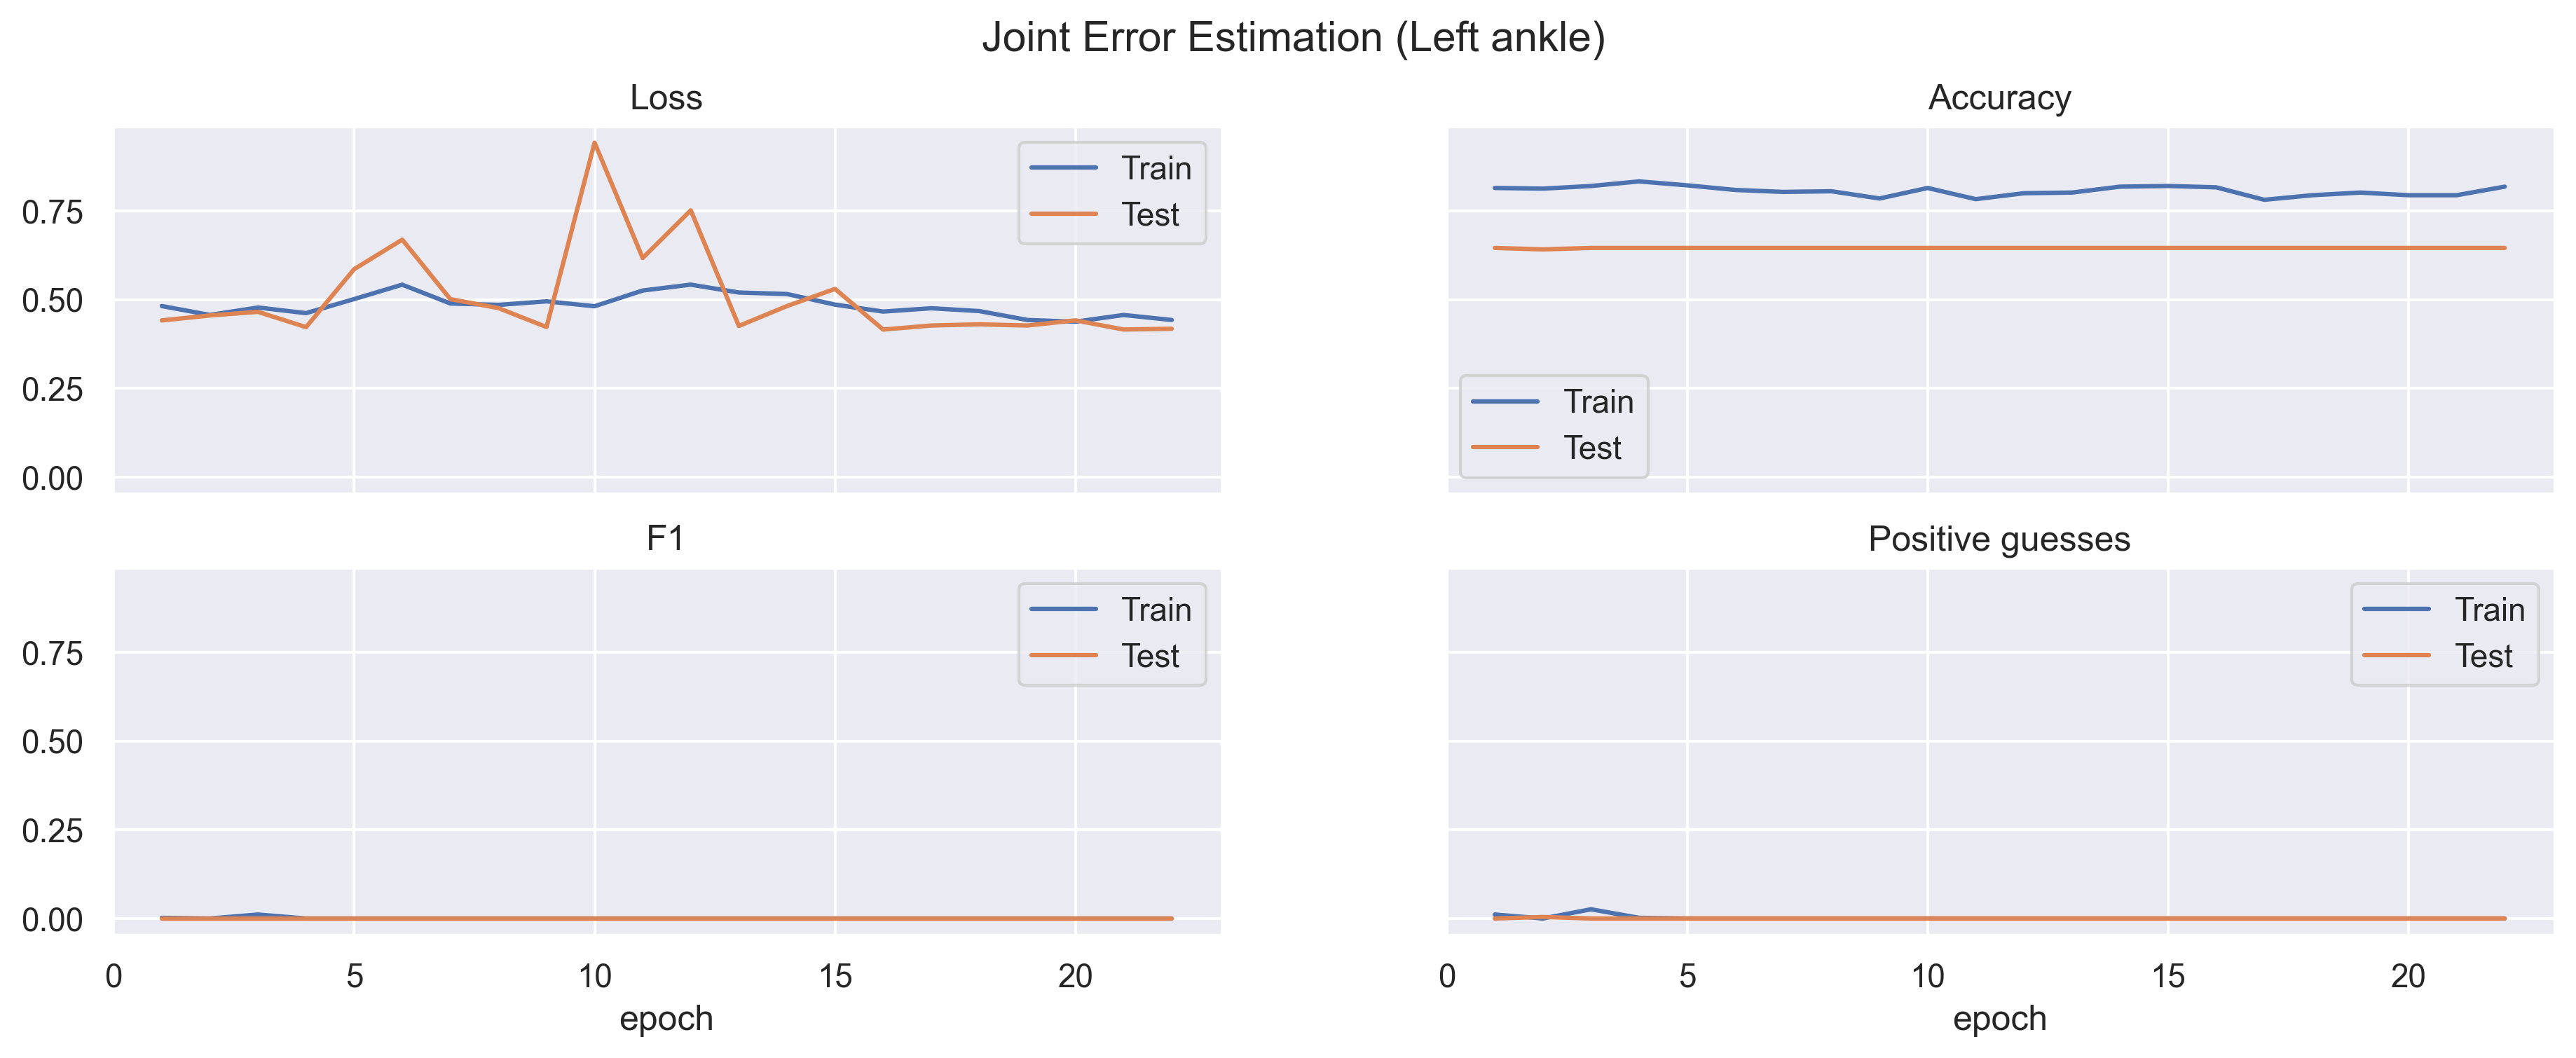 Joint Error Estimation (Left ankle)
Loss
Train
Test
0.75
0.50
0.25
0.00
Accuracy
Train
Test
F1
Train
Test
0.75
0.50
0.25
0.00
0
5
10
15
20
epoch
Positive guesses
Train
Test
0
5
10
15
20
epoch